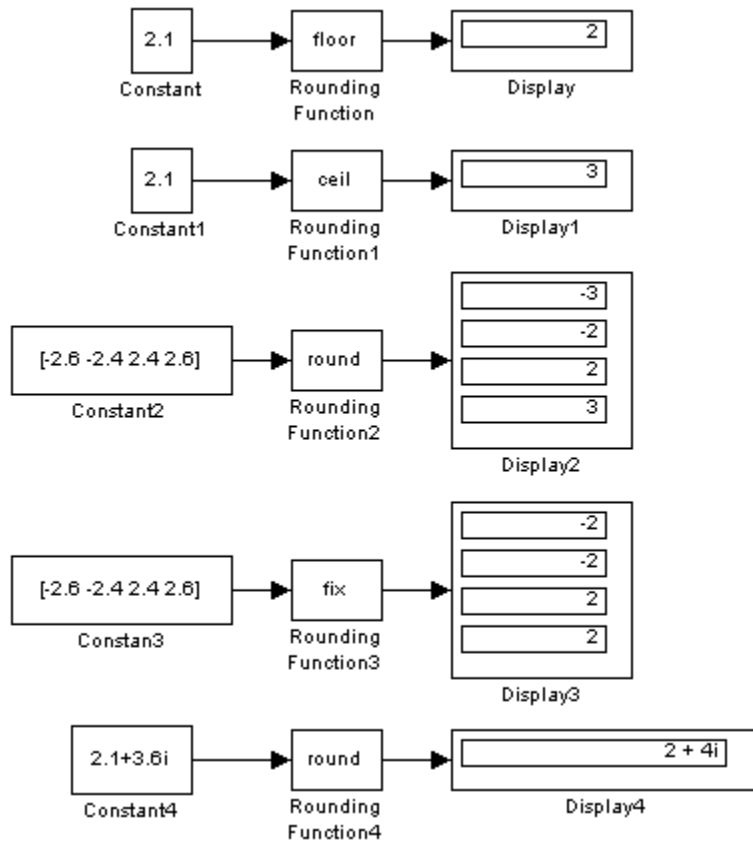 2.1
floor
2
Constant
Rounding
Function
Display
2.1
ceil
3
Constant1
Rounding
Function1
Display1
[-2.6 -2.4 2.4 2.6]
round
-3
-2
2
3
Constant2
Rounding
Function2
Display2
[-2.6 -2.4 2.4 2.6]
fix
-2
-2
2
2
Constan3
Rounding
Function3
Display3
2.1+3.6i
round
2 + 4i
Constant4
Rounding
Function4
Display4